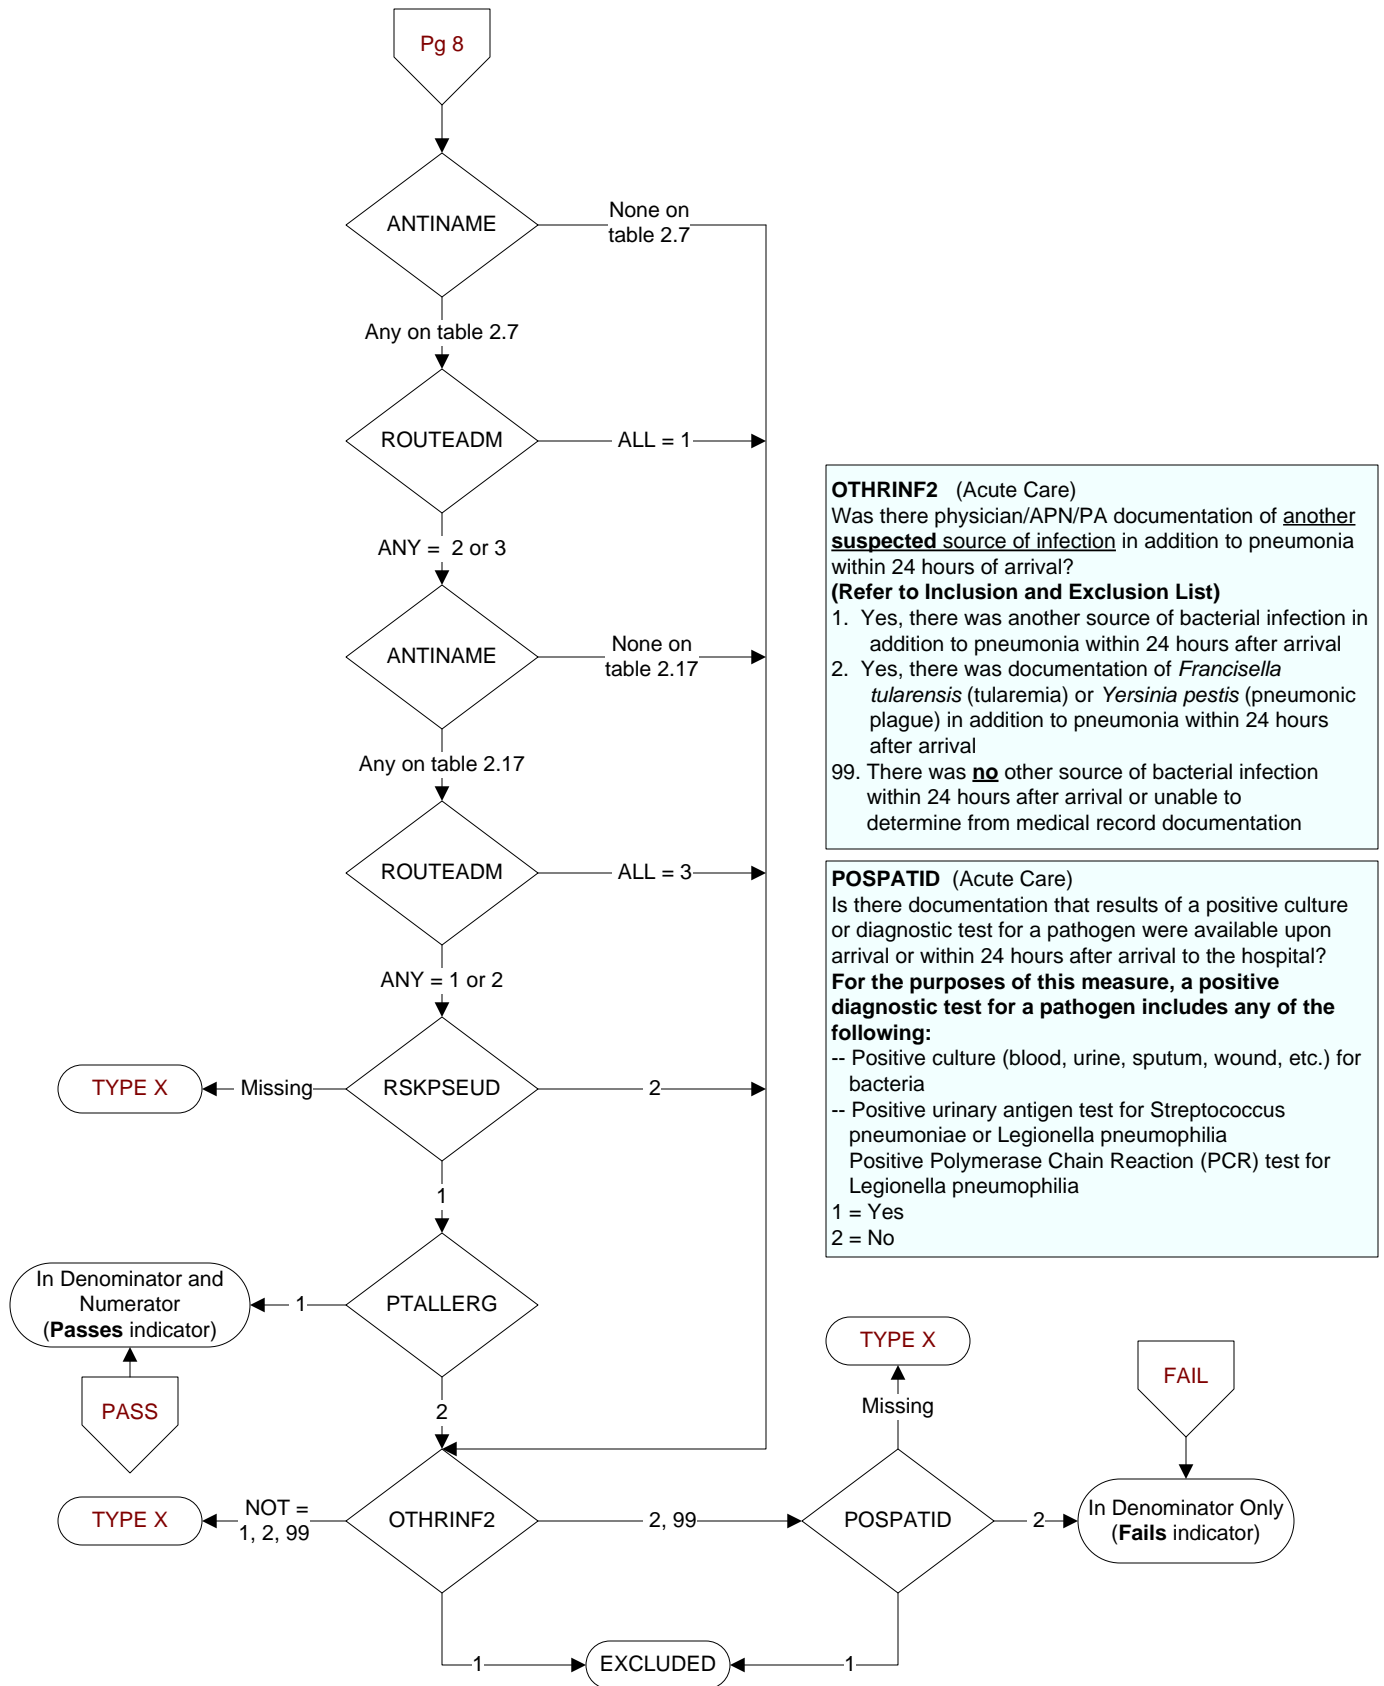 Pg 8
ANTINAME
None on
table 2.7
Any on table 2.7
ROUTEADM
ALL = 1
ANY =  2 or 3
ANTINAME
None on
table 2.17
Any on table 2.17
ROUTEADM
ALL = 3
ANY = 1 or 2
TYPE X
Missing
RSKPSEUD
2
1
In Denominator and
Numerator
(Passes indicator)
1
PTALLERG
PASS
2
TYPE X
NOT =
1, 2, 99
OTHRINF2
2, 99
1
EXCLUDED
1
POSPATID
Missing
TYPE X
2
FAIL
In Denominator Only
(Fails indicator)
OTHRINF2   (Acute Care)
Was there physician/APN/PA documentation of another
suspected source of infection in addition to pneumonia
within 24 hours of arrival?
(Refer to Inclusion and Exclusion List)
1.  Yes, there was another source of bacterial infection in
addition to pneumonia within 24 hours after arrival
2.  Yes, there was documentation of Francisella
tularensis (tularemia) or Yersinia pestis (pneumonic
plague) in addition to pneumonia within 24 hours
after arrival
99. There was no other source of bacterial infection
within 24 hours after arrival or unable to
determine from medical record documentation
POSPATID  (Acute Care)
Is there documentation that results of a positive culture
or diagnostic test for a pathogen were available upon
arrival or within 24 hours after arrival to the hospital?
For the purposes of this measure, a positive
diagnostic test for a pathogen includes any of the
following:
-- Positive culture (blood, urine, sputum, wound, etc.) for
bacteria
-- Positive urinary antigen test for Streptococcus
pneumoniae or Legionella pneumophilia
Positive Polymerase Chain Reaction (PCR) test for
Legionella pneumophilia
1 = Yes
2 = No